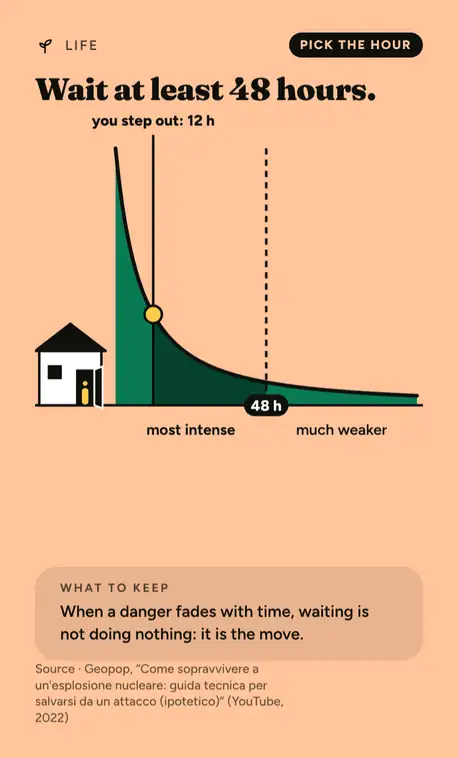 LIFE
PICK THE HOUR
Wait at least 48 hours.
you step out: 12 h
48 h
most intense
much weaker
WHAT TO KEEP
When a danger fades with time, waiting is
not doing nothing: it is the move.
Source · Geopop, “Come sopravvivere a
un'esplosione nucleare: guida tecnica per
salvarsi da un attacco (ipotetico)” (YouTube,
2022)